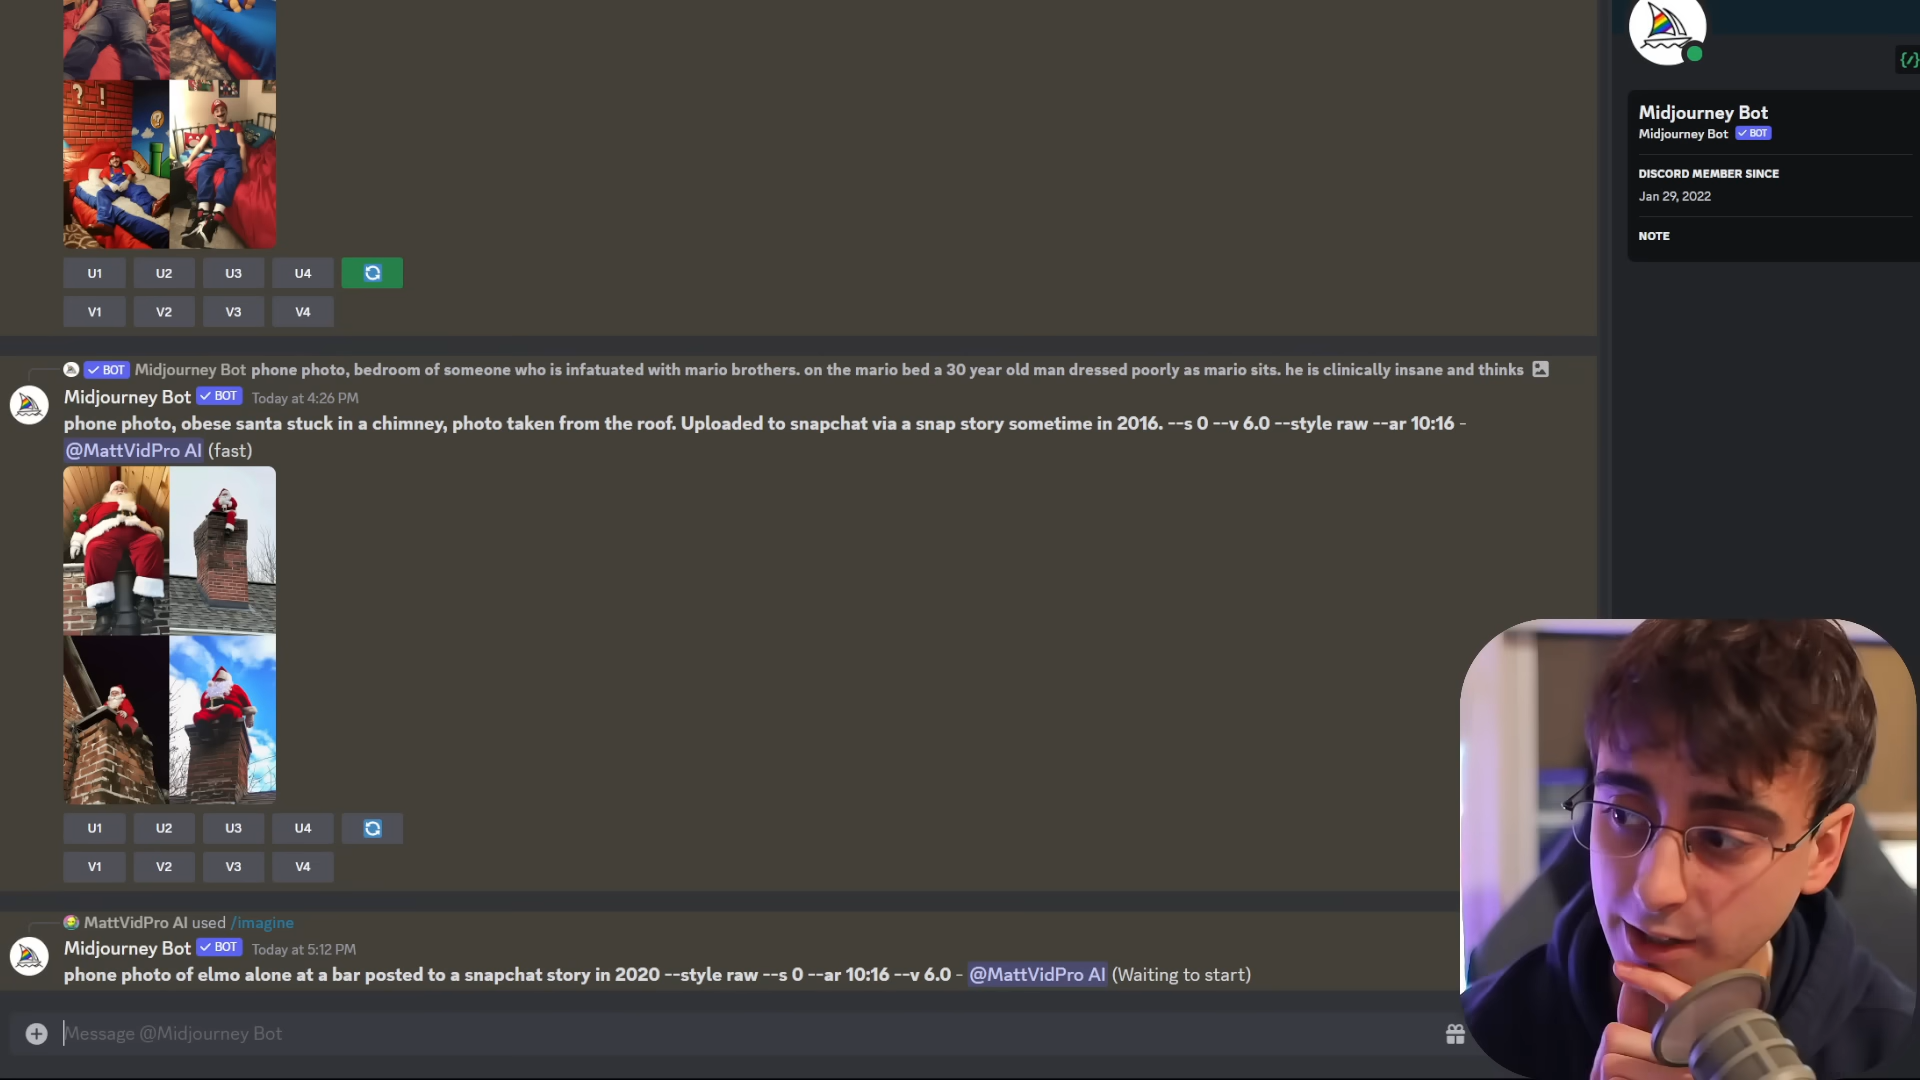 ? !
?
U1 U2 U3 U4
V1 V2 V3 V4
BOT Midjourney Bot phone photo, bedroom of someone who is infatuated with mario brothers. on the mario bed a 30 year old man dressed poorly as mario sits. he is clinically insane and thinks
Midjourney Bot BOT Today at 4:26 PM
phone photo, obese santa stuck in a chimney, photo taken from the roof. Uploaded to snapchat via a snap story sometime in 2016. --s 0 --v 6.0 --style raw --ar 10:16 -
@MattVidPro AI (fast)
U1 U2 U3 U4
V1 V2 V3 V4
MattVidPro AI used /imagine
Midjourney Bot BOT Today at 5:12 PM
phone photo of elmo alone at a bar posted to a snapchat story in 2020 --style raw --s 0 --ar 10:16 --v 6.0 - @MattVidPro AI (Waiting to start)
Message @Midjourney Bot
{/}
Midjourney Bot
Midjourney Bot BOT
DISCORD MEMBER SINCE
Jan 29, 2022
NOTE